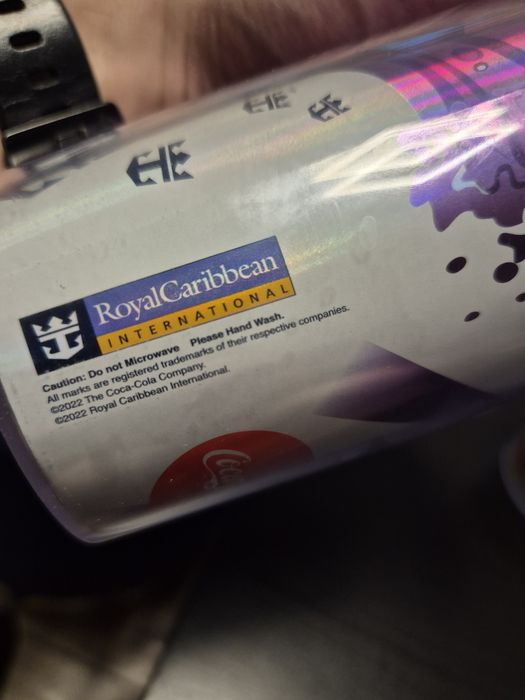 RoyalCaribbean
INTERNATIONAL
Caution: Do not Microwave Please Hand Wash.
All marks are registered trademarks of their respective companies.
©2022 The Coca-Cola Company.
©2022 Royal Caribbean International.